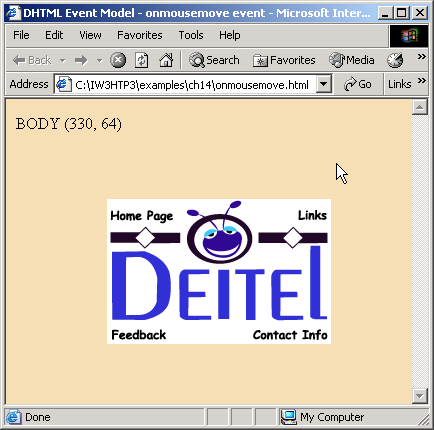 DHTML Event Model - onmousemove event - Microsoft Inter...
File Edit View Favorites Tools Help
Back Search Favorites Media
Address C:\IW3HTP3\examples\ch14\onmousemove.html Go Links »
BODY (330, 64)
Home Page Links
DEITEL
Feedback Contact Info
Done My Computer